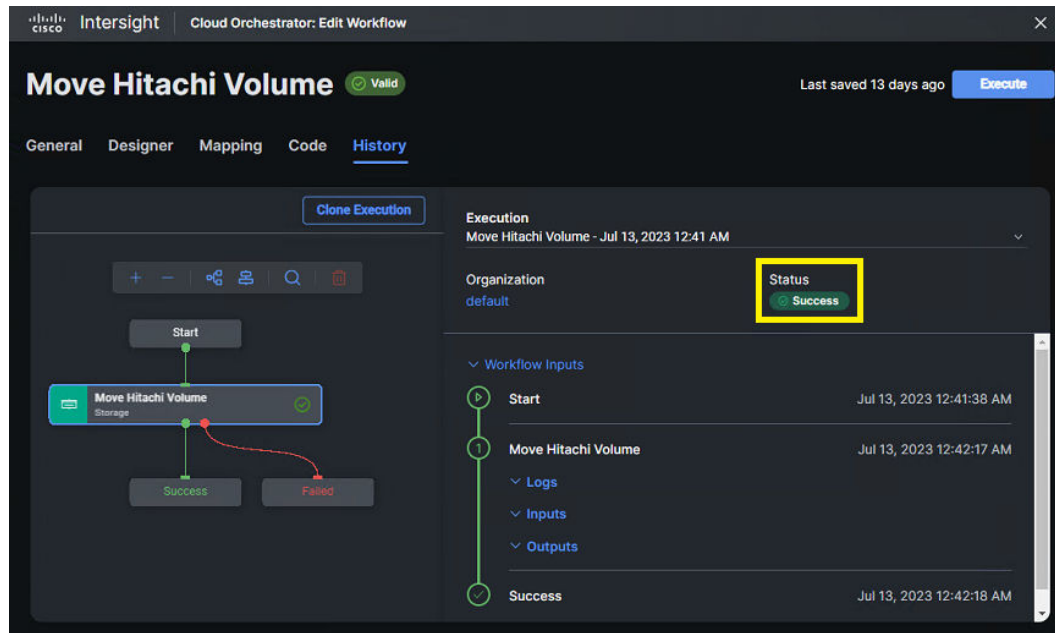 cisco Intersight Cloud Orchestrator: Edit Workflow
Move Hitachi Volume Valid
Last saved 13 days ago Execute
General Designer Mapping Code History
Clone Execution
Start
Move Hitachi Volume
Storage
Success Failed
Execution
Move Hitachi Volume - Jul 13, 2023 12:41 AM
Organization
default
Status
Success
Workflow Inputs
Start Jul 13, 2023 12:41:38 AM
1 Move Hitachi Volume Jul 13, 2023 12:42:17 AM
Logs
Inputs
Outputs
Success Jul 13, 2023 12:42:18 AM